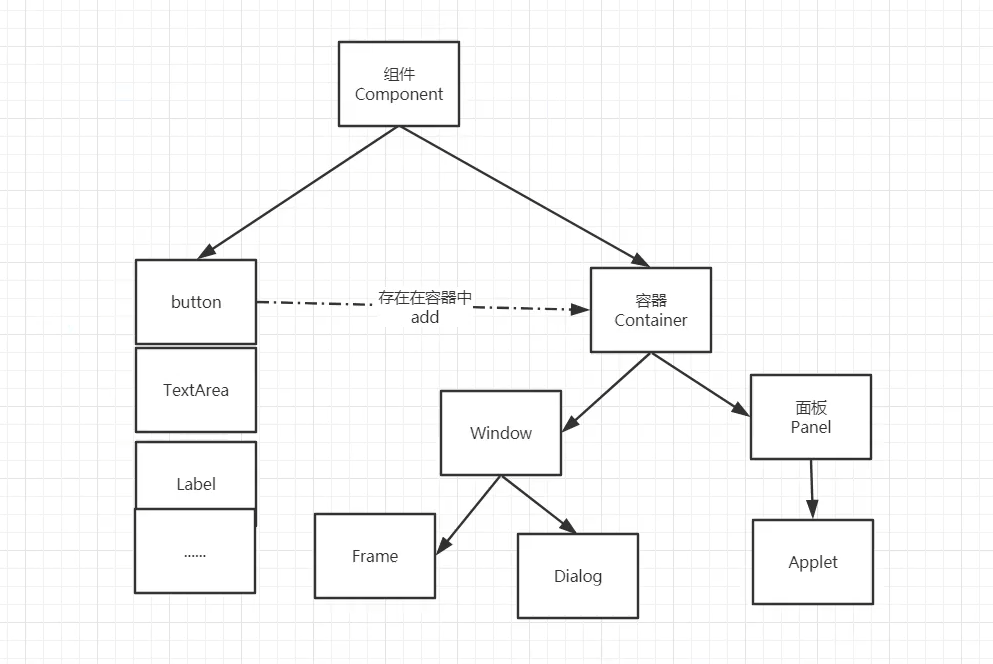 组件
Component
button
存在在容器中
add
容器
Container
TextArea
Window
面板
Panel
Label
......
Frame
Dialog
Applet